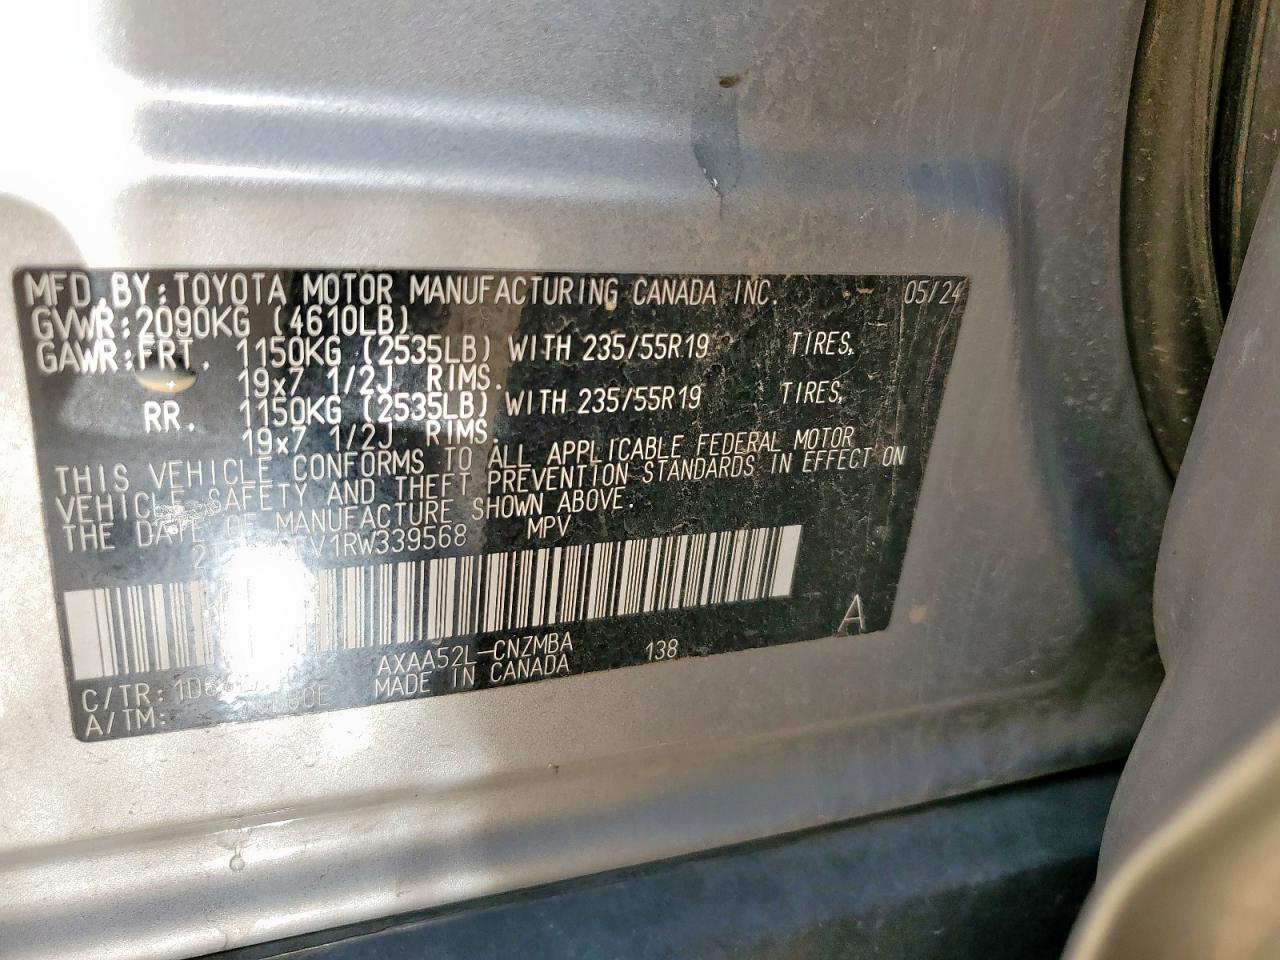 MFD.BY:TOYOTA MOTOR MANUFACTURING CANADA INC. 05/24
GVWR:2090KG (4610LB)
GAWR:FRT. 1150KG (2535LB) WITH 235/55R19 TIRES,
19x7 1/2J RIMS.
RR. 1150KG (2535LB) WITH 235/55R19 TIRES,
19x7 1/2J RIMS.
THIS VEHICLE CONFORMS TO ALL APPLICABLE FEDERAL MOTOR
VEHICLE SAFETY AND THEFT PREVENTION STANDARDS IN EFFECT ON
THE DATE OF MANUFACTURE SHOWN ABOVE.
MPV
A
AXAA52L-CNZMBA 138
C/TR:
MADE IN CANADA
A/TM: